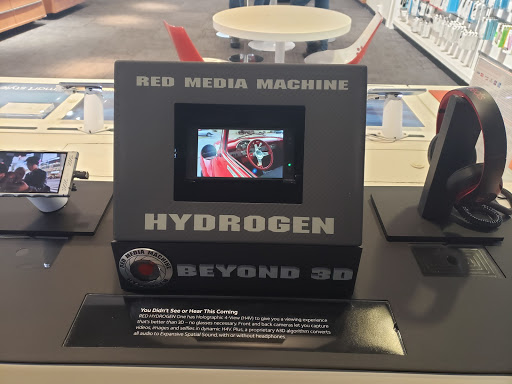 RED MEDIA MACHINE
HYDROGEN
RED MEDIA MACHINE
BEYOND 3D
You Didn't See or Hear This Coming
RED HYDROGEN One has Holographic 4-View (H4V) to give you a viewing experience
that's better than 3D – no glasses necessary. Front and back cameras let you capture
videos, images and selfies in dynamic H4V. Plus, a proprietary A3D algorithm converts
all audio to Expansive Spatial Sound, with or without headphones.